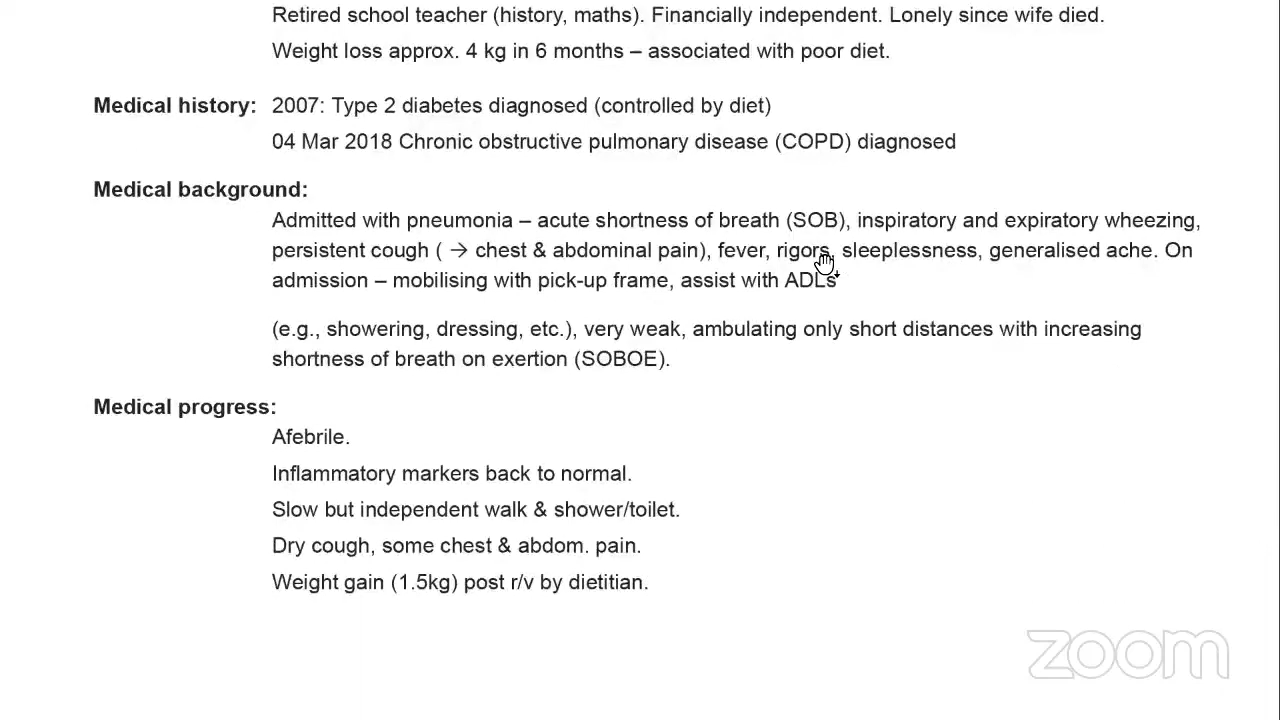 Retired school teacher (history, maths). Financially independent. Lonely since wife died.
Weight loss approx. 4 kg in 6 months – associated with poor diet.
Medical history: 2007: Type 2 diabetes diagnosed (controlled by diet)
04 Mar 2018 Chronic obstructive pulmonary disease (COPD) diagnosed
Medical background:
Admitted with pneumonia – acute shortness of breath (SOB), inspiratory and expiratory wheezing,
persistent cough ( → chest & abdominal pain), fever, rigors, sleeplessness, generalised ache. On
admission – mobilising with pick-up frame, assist with ADLs
(e.g., showering, dressing, etc.), very weak, ambulating only short distances with increasing
shortness of breath on exertion (SOBOE).
Medical progress:
Afebrile.
Inflammatory markers back to normal.
Slow but independent walk & shower/toilet.
Dry cough, some chest & abdom. pain.
Weight gain (1.5kg) post r/v by dietitian.
zoom